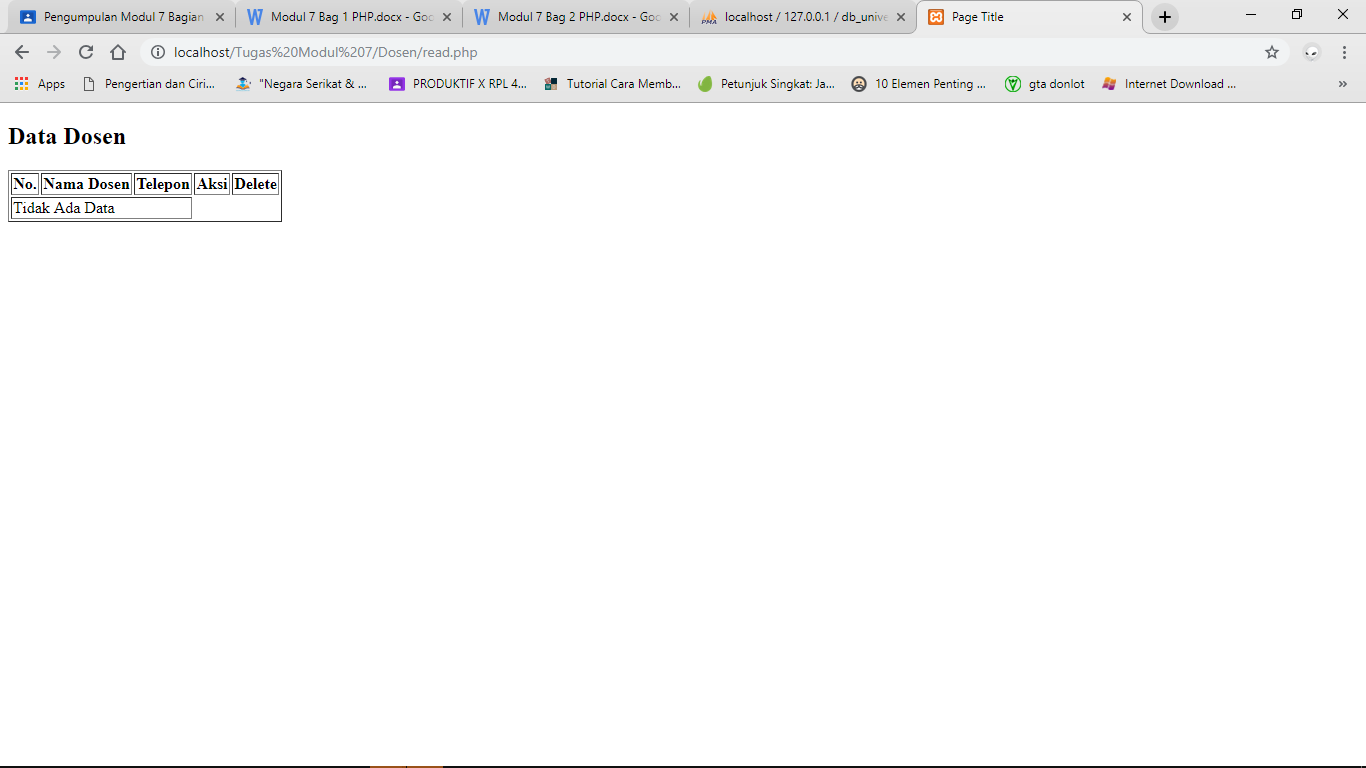 Pengumpulan Modul 7 Bagian
Modul 7 Bag 1 PHP.docx - Goo
Modul 7 Bag 2 PHP.docx - Goo
PMA
localhost / 127.0.0.1 / db_unive
Page Title
localhost/Tugas%20Modul%207/Dosen/read.php
Apps
Pengertian dan Ciri...
"Negara Serikat & ...
PRODUKTIF X RPL 4...
Tutorial Cara Memb...
Petunjuk Singkat: Ja...
10 Elemen Penting ...
gta donlot
Internet Download ...
Data Dosen
No. Nama Dosen Telepon Aksi Delete
Tidak Ada Data